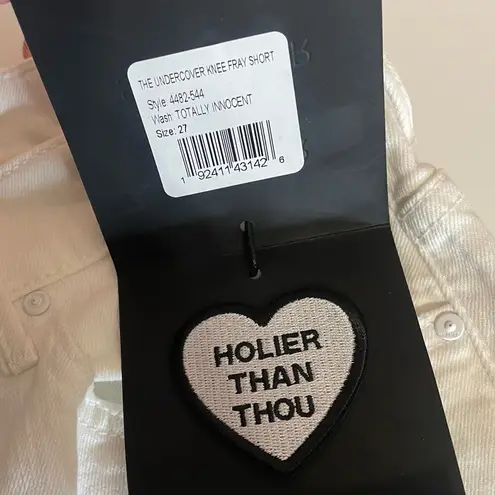 THE UNDERCOVER KNEE FRAY SHORT
Style: 4482-544
Wash: TOTALLY INNOCENT
Size: 27
1 92411 43142 6
HOLIER
THAN
THOU